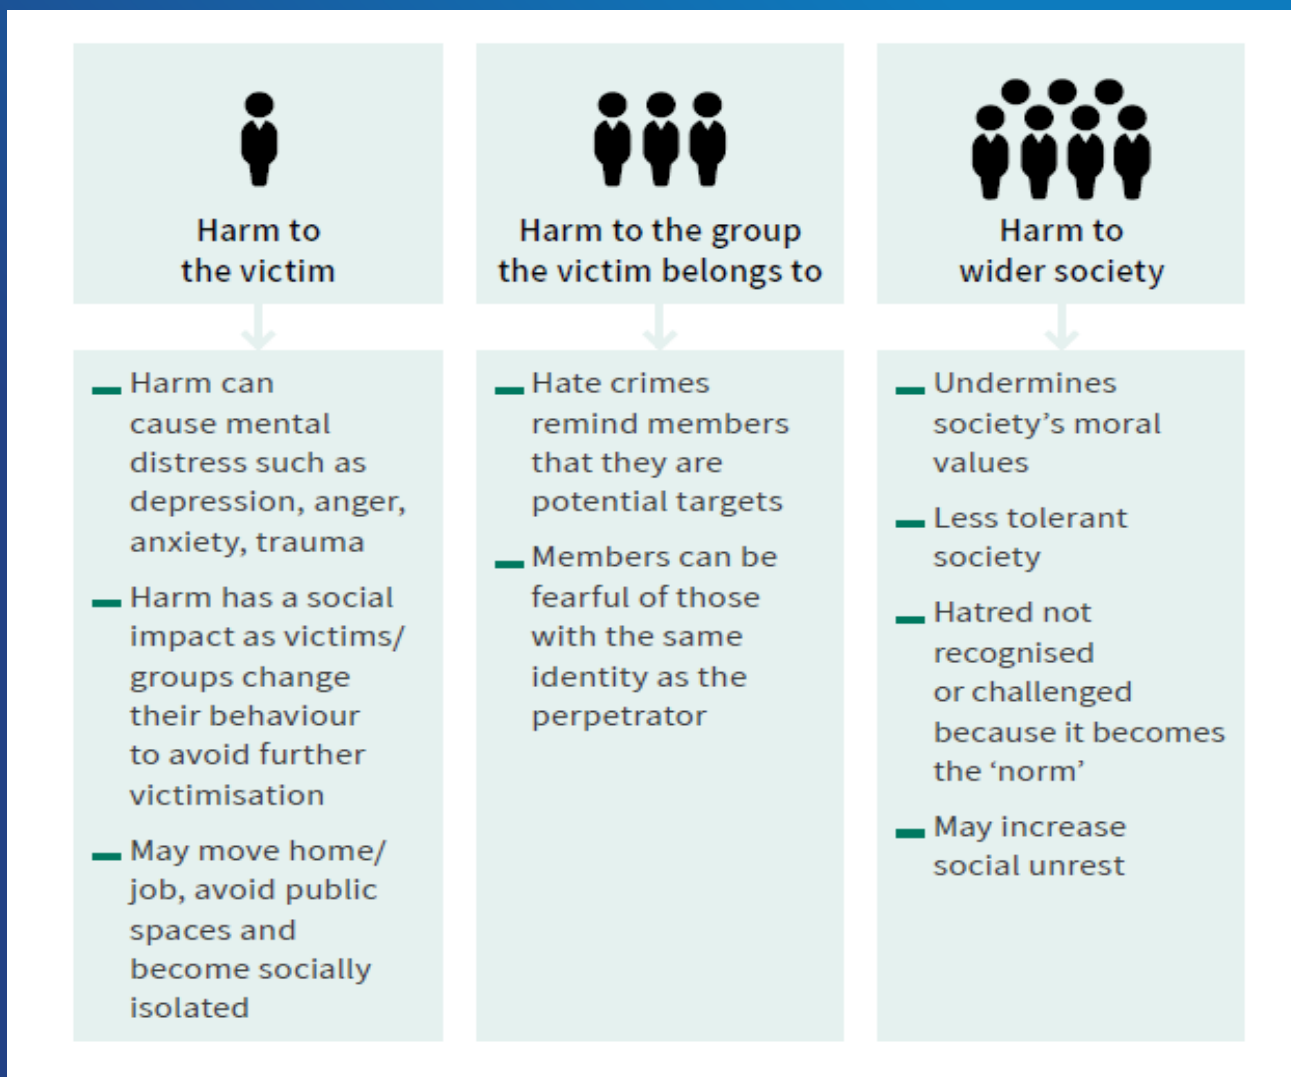 Harm to
the victim
Harm can
cause mental
distress such as
depression, anger,
anxiety, trauma
Harm has a social
impact as victims/
groups change
their behaviour
to avoid further
victimisation
May move home/
job, avoid public
spaces and
become socially
isolated
Harm to the group
the victim belongs to
Hate crimes
remind members
that they are
potential targets
Members can be
fearful of those
with the same
identity as the
perpetrator
Harm to
wider society
Undermines
society’s moral
values
Less tolerant
society
Hatred not
recognised
or challenged
because it becomes
the ‘norm’
May increase
social unrest